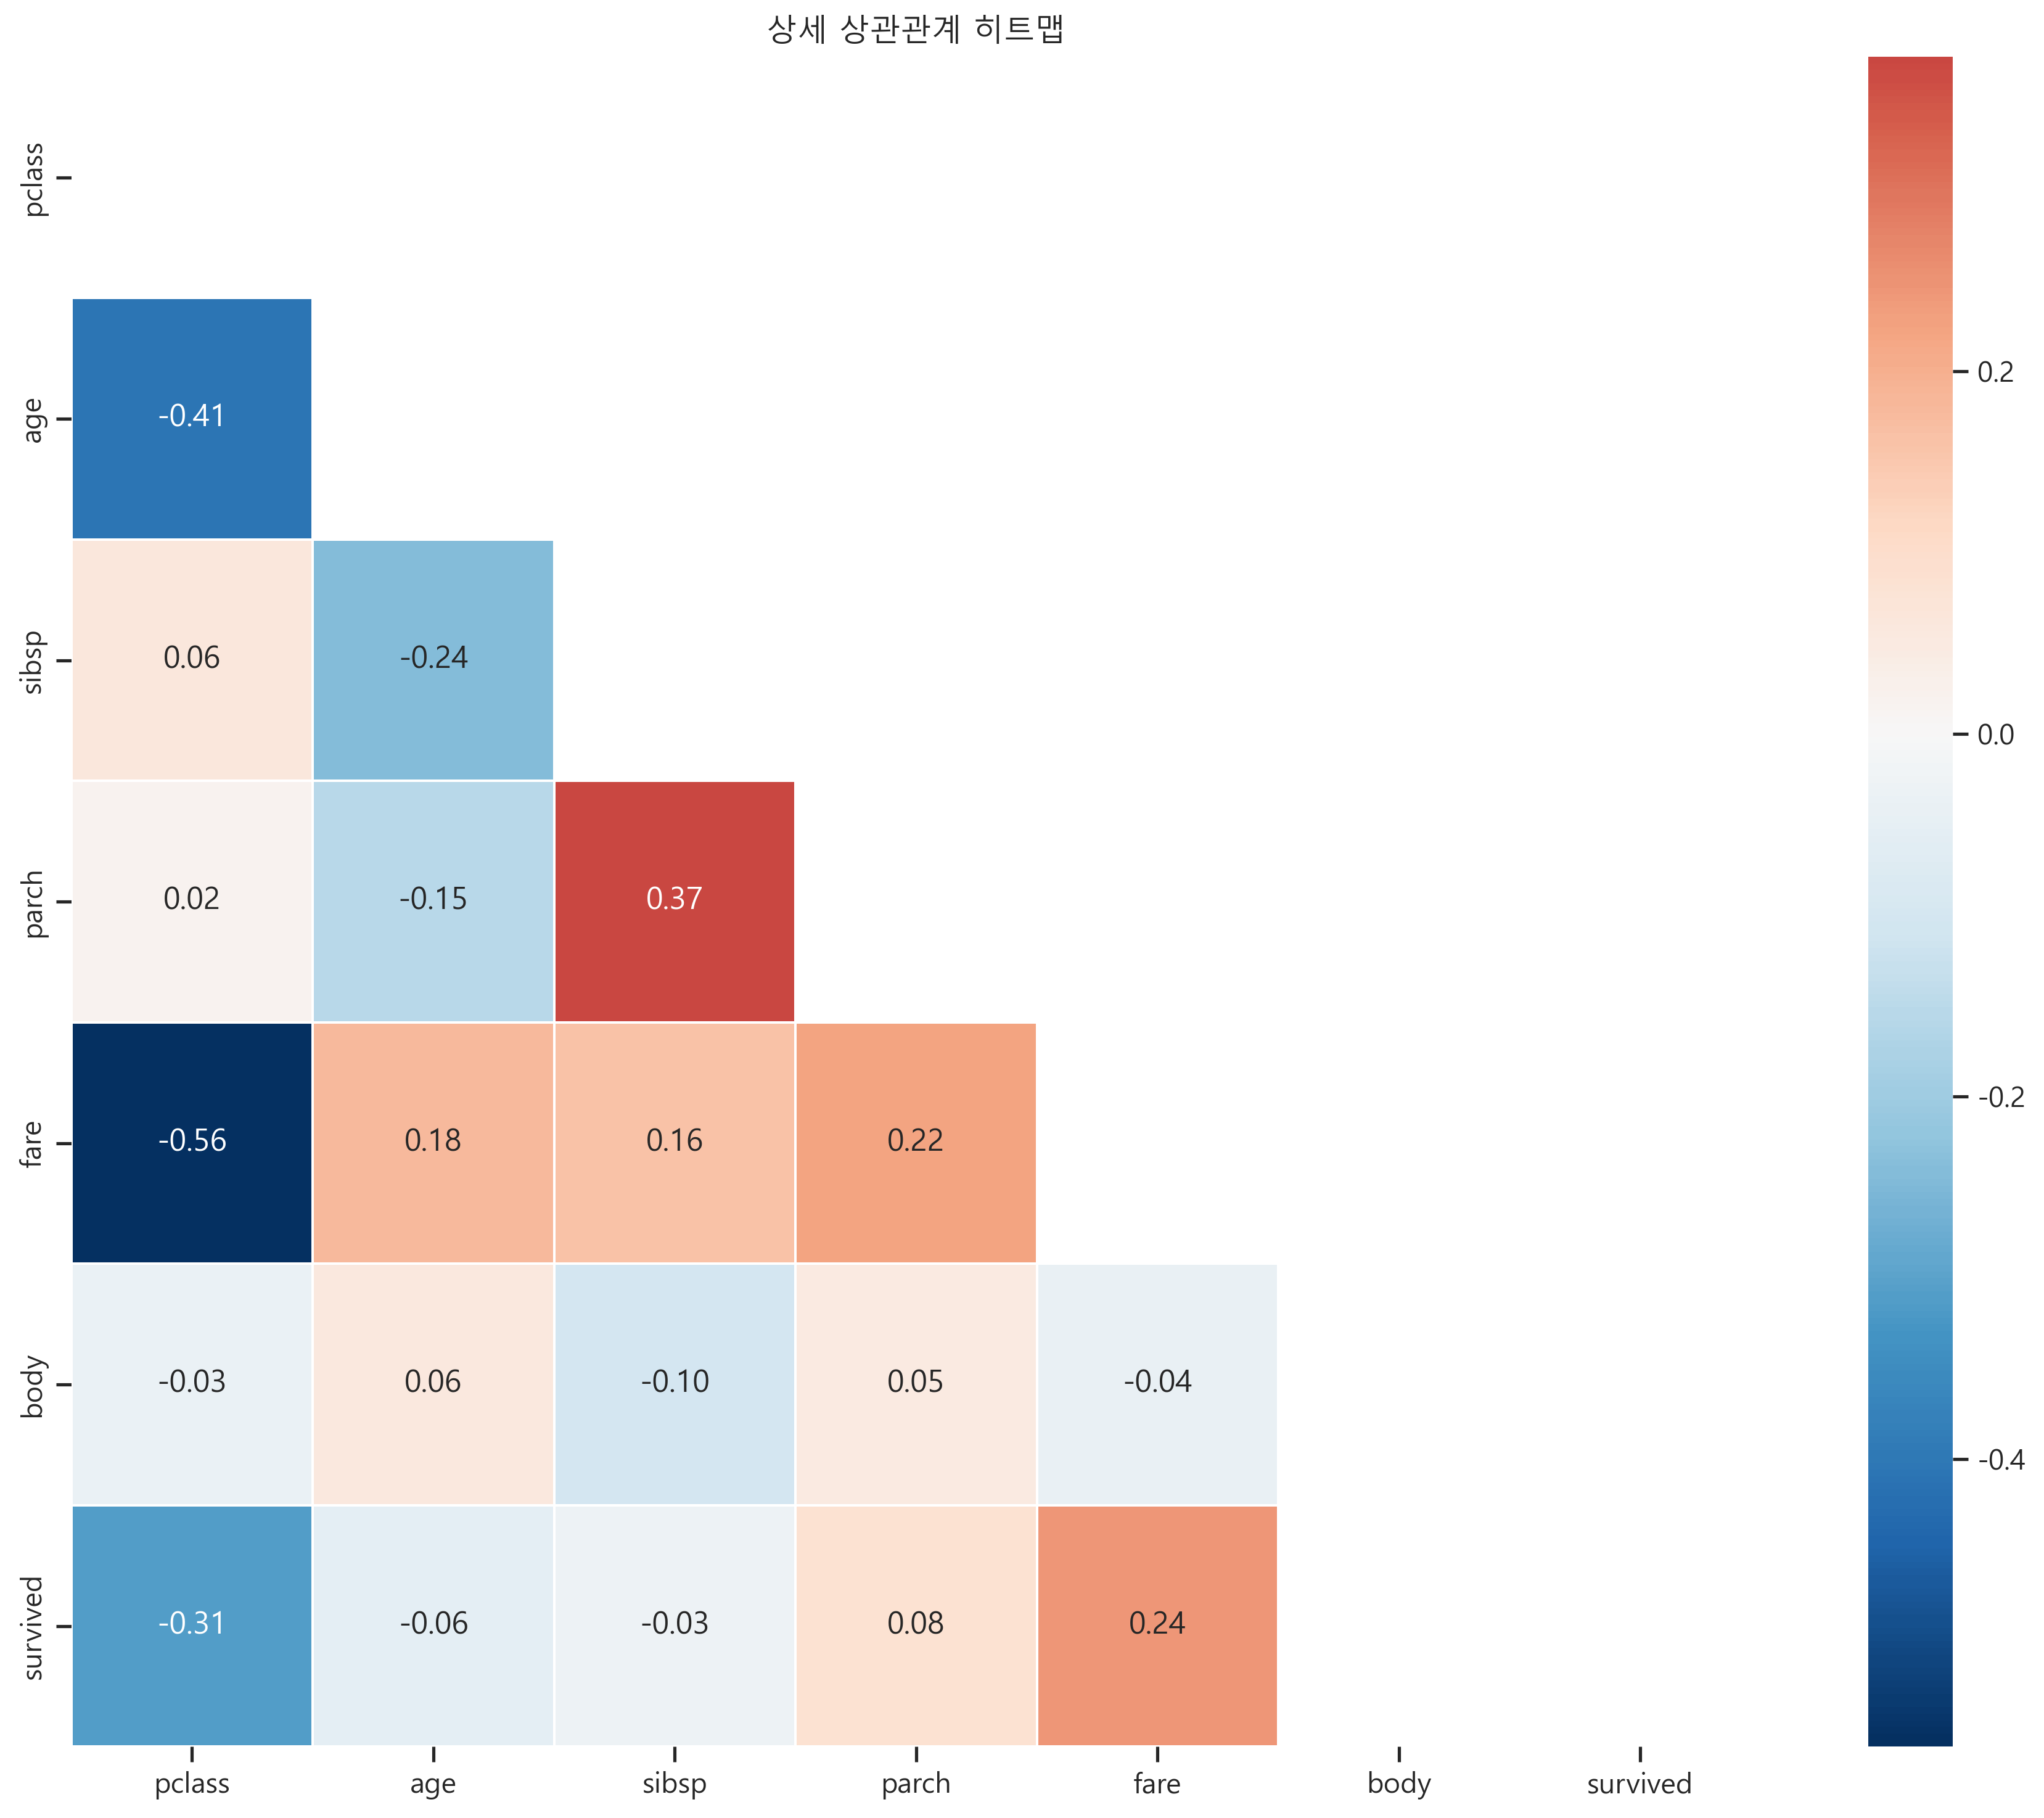 상세 상관관계 히트맵
pclass
age -0.41
sibsp 0.06 -0.24
parch 0.02 -0.15 0.37
fare -0.56 0.18 0.16 0.22
body -0.03 0.06 -0.10 0.05 -0.04
survived -0.31 -0.06 -0.03 0.08 0.24
pclass age sibsp parch fare body survived
0.2
0.0
-0.2
-0.4